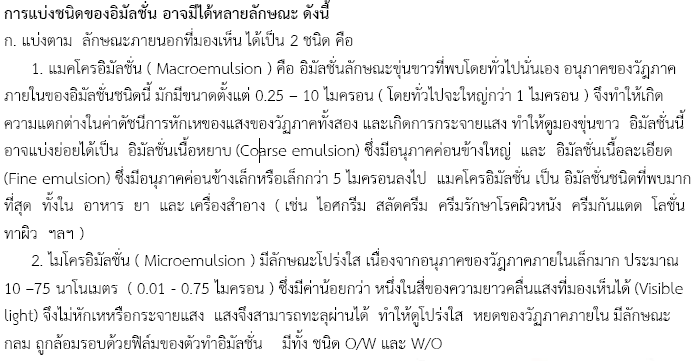 การแบ่งชนิดของอิมัลชั่น อาจมีได้หลายลักษณะ ดังนี้
ก. แบ่งตาม ลักษณะภายนอกที่มองเห็น ได้เป็น 2 ชนิด คือ
1. แมคโครอิมัลชั่น ( Macroemulsion ) คือ อิมัลชั่นลักษณะขุ่นขาวที่พบโดยทั่วไปนั่นเอง อนุภาคของวัฎภาค
ภายในของอิมัลชั่นชนิดนี้ มักมีขนาดตั้งแต่ 0.25 – 10 ไมครอน ( โดยทั่วไปจะใหญ่กว่า 1 ไมครอน ) จึงทำให้เกิด
ความแตกต่างในค่าดัชนีการหักเหของแสงของวัฏภาคทั้งสอง และเกิดการกระจายแสง ทำให้ดูมองขุ่นขาว อิมัลชั่นนี้
อาจแบ่งย่อยได้เป็น อิมัลชั่นเนื้อหยาบ (Coarse emulsion) ซึ่งมีอนุภาคค่อนข้างใหญ่ และ อิมัลชั่นเนื้อละเอียด
(Fine emulsion) ซึ่งมีอนุภาคค่อนข้างเล็กหรือเล็กกว่า 5 ไมครอนลงไป แมคโครอิมัลชั่น เป็น อิมัลชั่นชนิดที่พบมาก
ที่สุด ทั้งใน อาหาร ยา และ เครื่องสำอาง ( เช่น ไอศกรีม สลัดครีม ครีมรักษาโรคผิวหนัง ครีมกันแดด โลชั่น
ทาผิว ฯลฯ )
2. ไมโครอิมัลชั่น ( Microemulsion ) มีลักษณะโปร่งใส เนื่องจากอนุภาคของวัฎภาคภายในเล็กมาก ประมาณ
10 –75 นาโนเมตร ( 0.01 - 0.75 ไมครอน ) ซึ่งมีค่าน้อยกว่า หนึ่งในสี่ของความยาวคลื่นแสงที่มองเห็นได้ (Visible
light) จึงไม่หักเหหรือกระจายแสง แสงจึงสามารถทะลุผ่านได้ ทำให้ดูโปร่งใส หยดของวัฏภาคภายใน มีลักษณะ
กลม ถูกล้อมรอบด้วยฟิล์มของตัวทำอิมัลชั่น มีทั้ง ชนิด O/W และ W/O